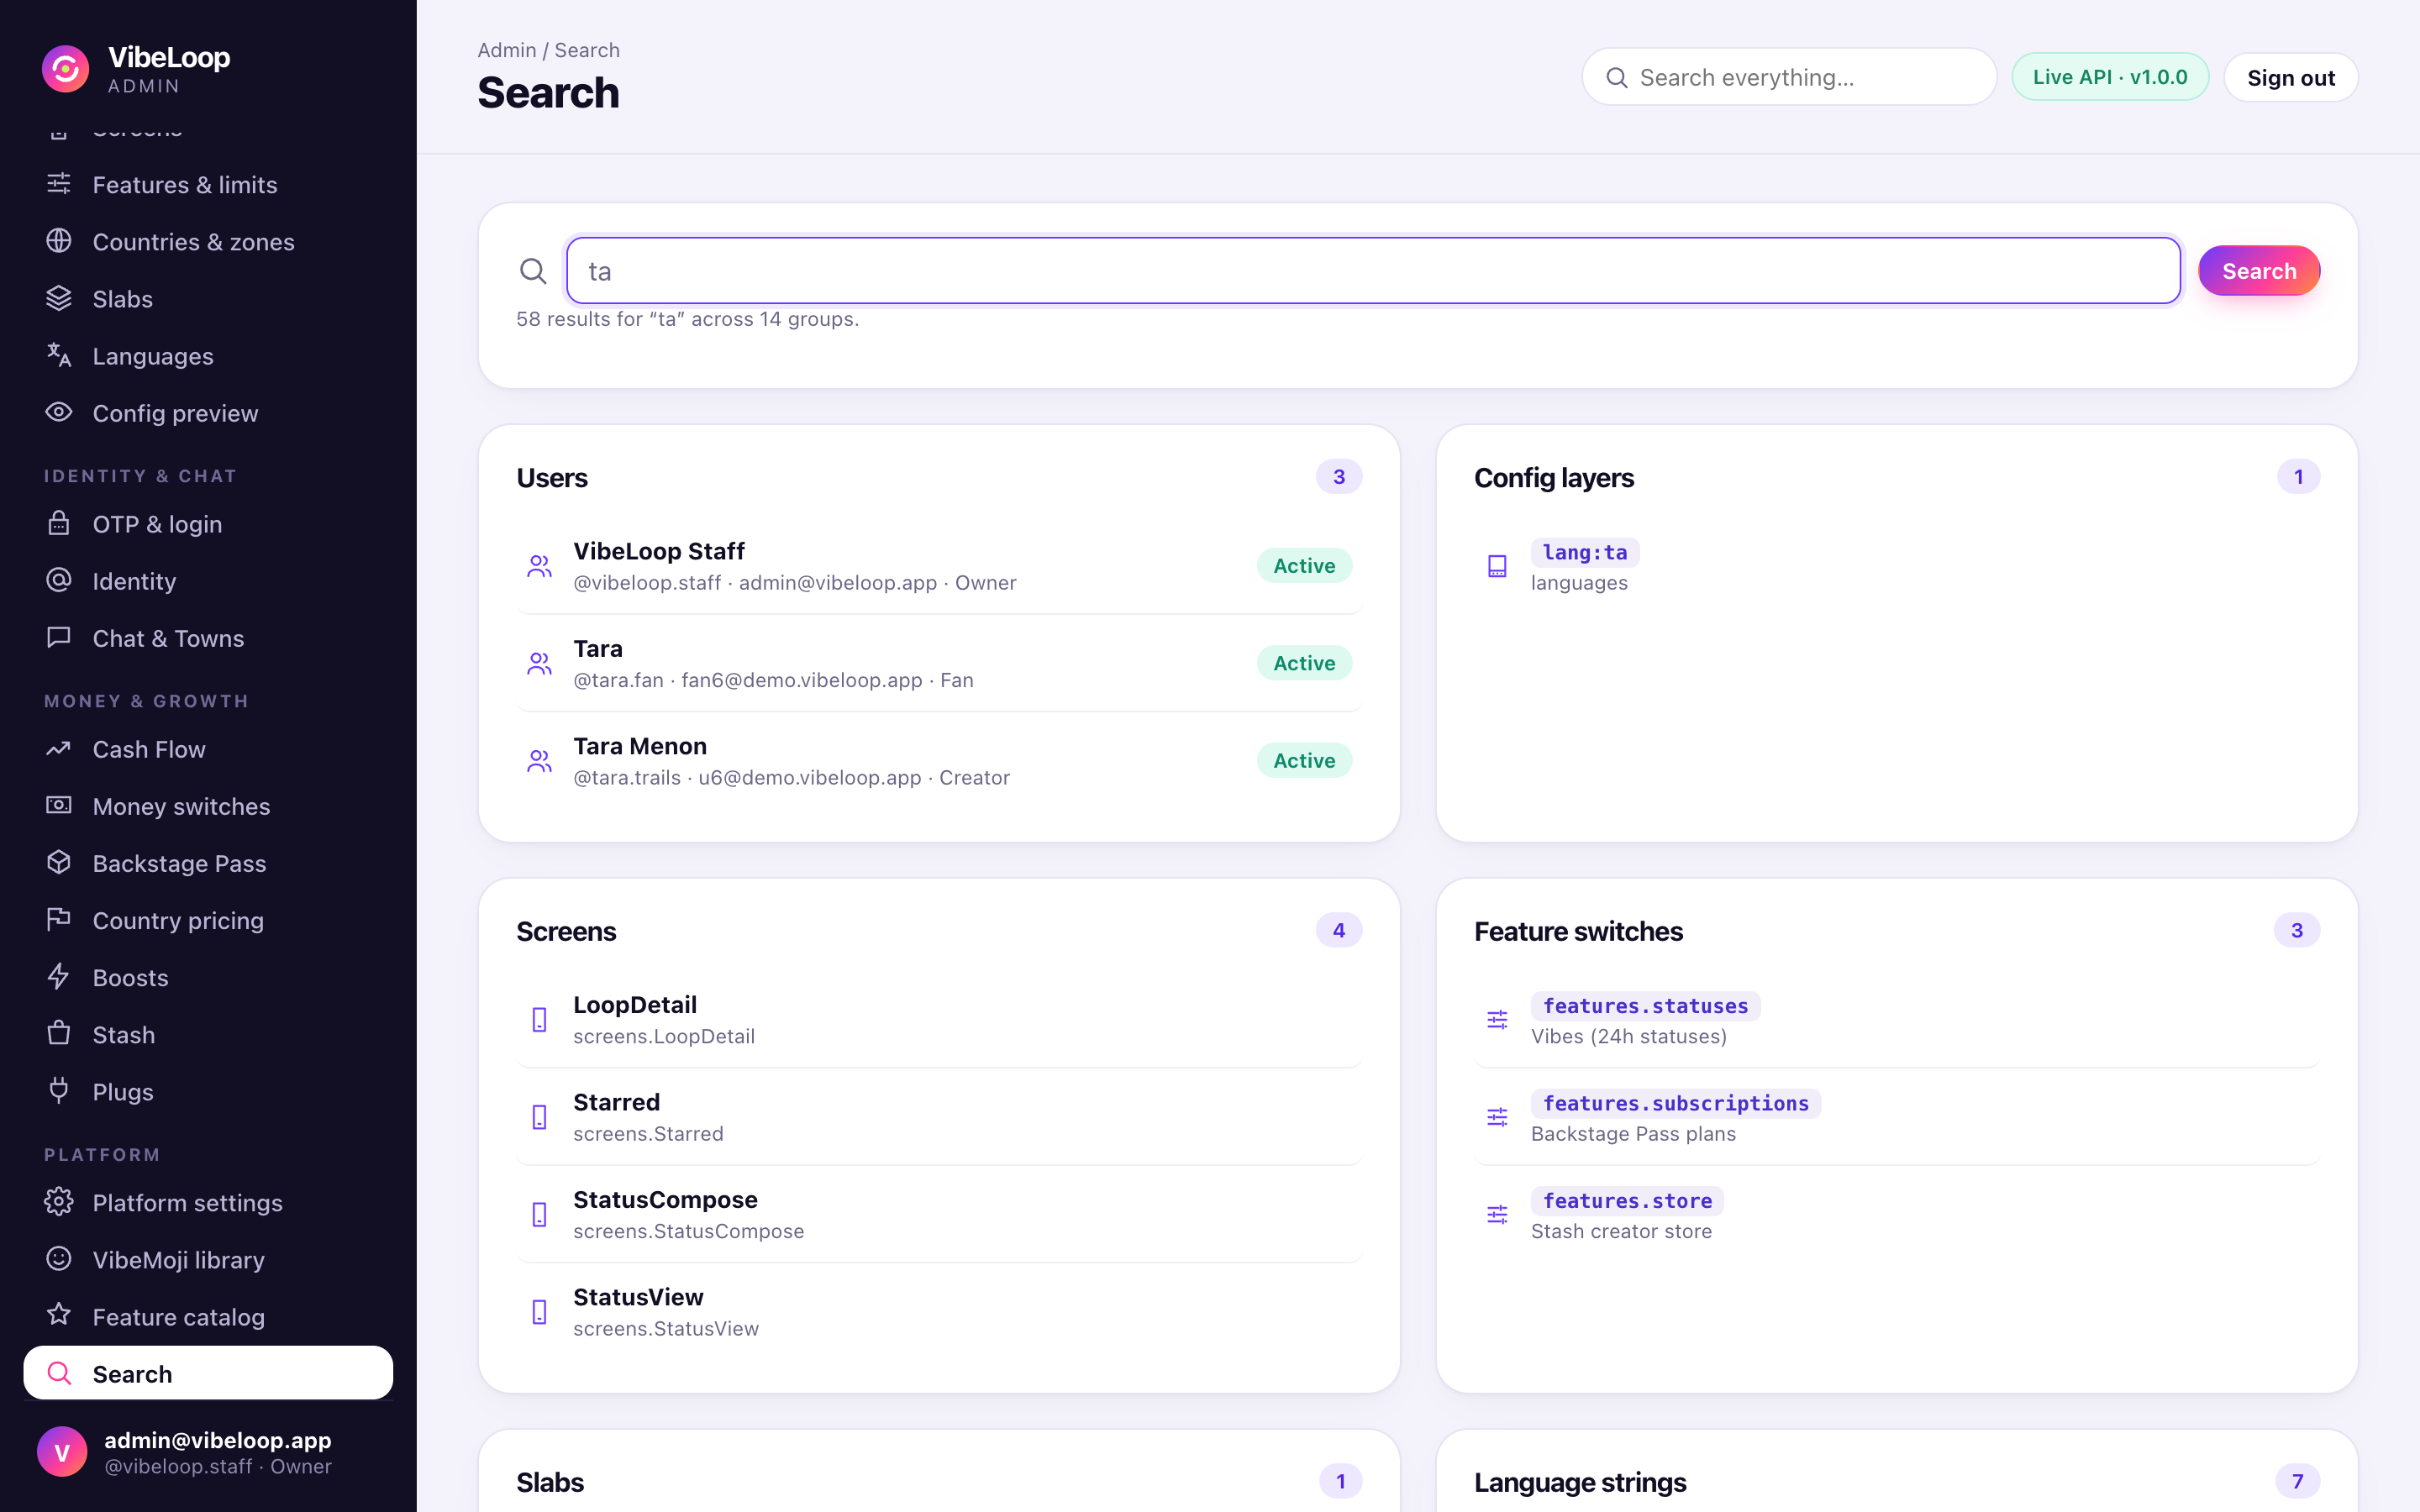 VibeLoop
ADMIN
Screens
Features & limits
Countries & zones
Slabs
Languages
Config preview
IDENTITY & CHAT
OTP & login
Identity
Chat & Towns
MONEY & GROWTH
Cash Flow
Money switches
Backstage Pass
Country pricing
Boosts
Stash
Plugs
PLATFORM
Platform settings
VibeMoji library
Feature catalog
Search
V
admin@vibeloop.app
@vibeloop.staff · Owner
Admin / Search
Search
Search everything...
Live API · v1.0.0
Sign out
ta
Search
58 results for “ta” across 14 groups.
Users
3
VibeLoop Staff
@vibeloop.staff · admin@vibeloop.app · Owner
Active
Tara
@tara.fan · fan6@demo.vibeloop.app · Fan
Active
Tara Menon
@tara.trails · u6@demo.vibeloop.app · Creator
Active
Config layers
1
lang:ta
languages
Screens
4
LoopDetail
screens.LoopDetail
Starred
screens.Starred
StatusCompose
screens.StatusCompose
StatusView
screens.StatusView
Feature switches
3
features.statuses
Vibes (24h statuses)
features.subscriptions
Backstage Pass plans
features.store
Stash creator store
Slabs
1
Language strings
7